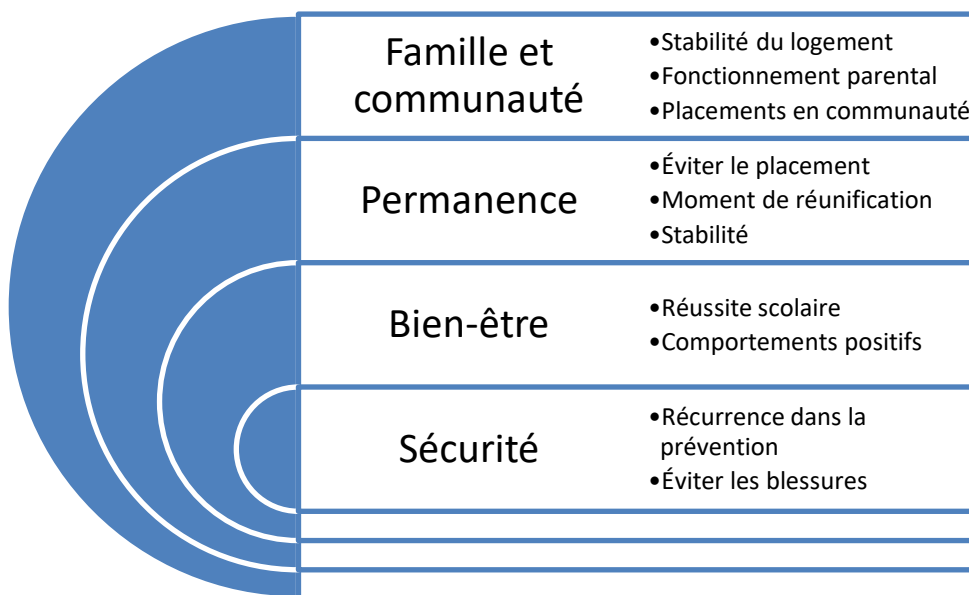 Famille et
communauté
•Stabilité du logement
•Fonctionnement parental
•Placements en communauté
Permanence
•Éviter le placement
•Moment de réunification
•Stabilité
Bien-être
•Réussite scolaire
•Comportements positifs
Sécurité
•Récurrence dans la
prévention
•Éviter les blessures